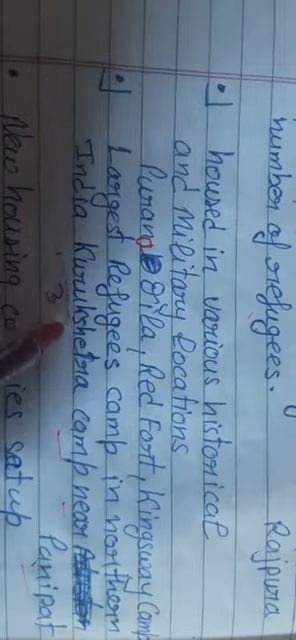 number of refugees. Rajpura
• housed in various historical
and military locations
Purana Qila, Red Fort, Kingsway Camp
• Largest Refugees camp in northern
India Kurukshetra camp near
Panipat
• New housing ies setup